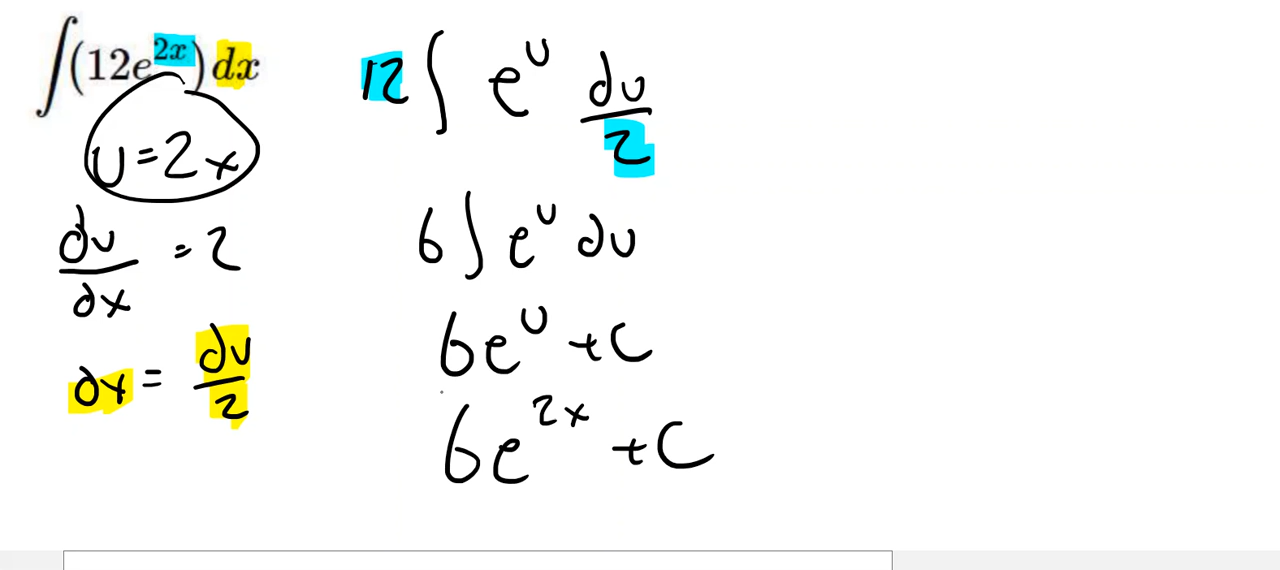 ∫(12e^{2x}) dx
u = 2x
du/dx = 2
dx = du/2
12 ∫ e^u du/2
6 ∫ e^u du
6e^u + C
6e^{2x} + C